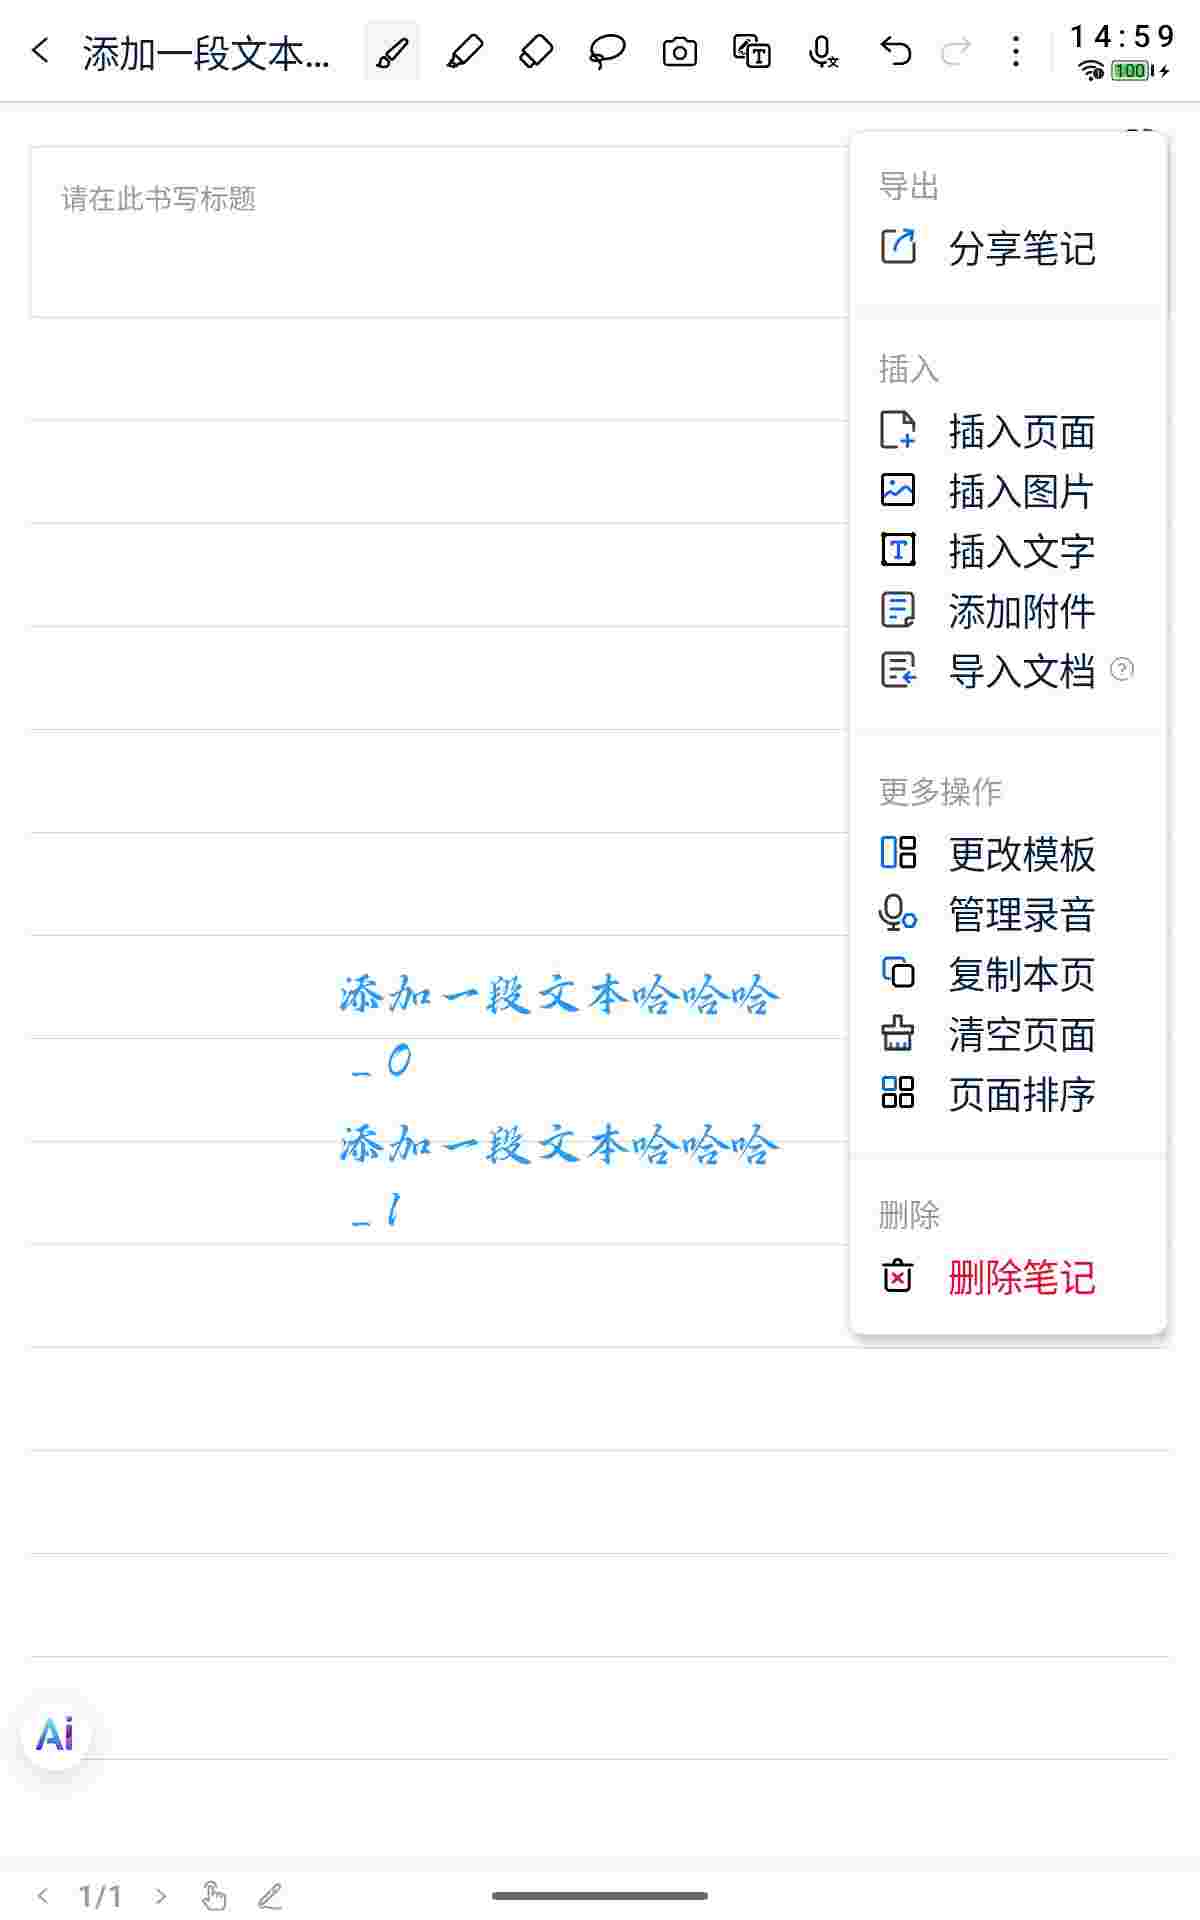 添加一段文本...
14:59
100
请在此书写标题
导出
分享笔记
插入
插入页面
插入图片
插入文字
添加附件
导入文档
更多操作
更改模板
管理录音
复制本页
清空页面
页面排序
删除
删除笔记
添加一段文本哈哈哈
_0
添加一段文本哈哈哈
_1
Ai
1/1